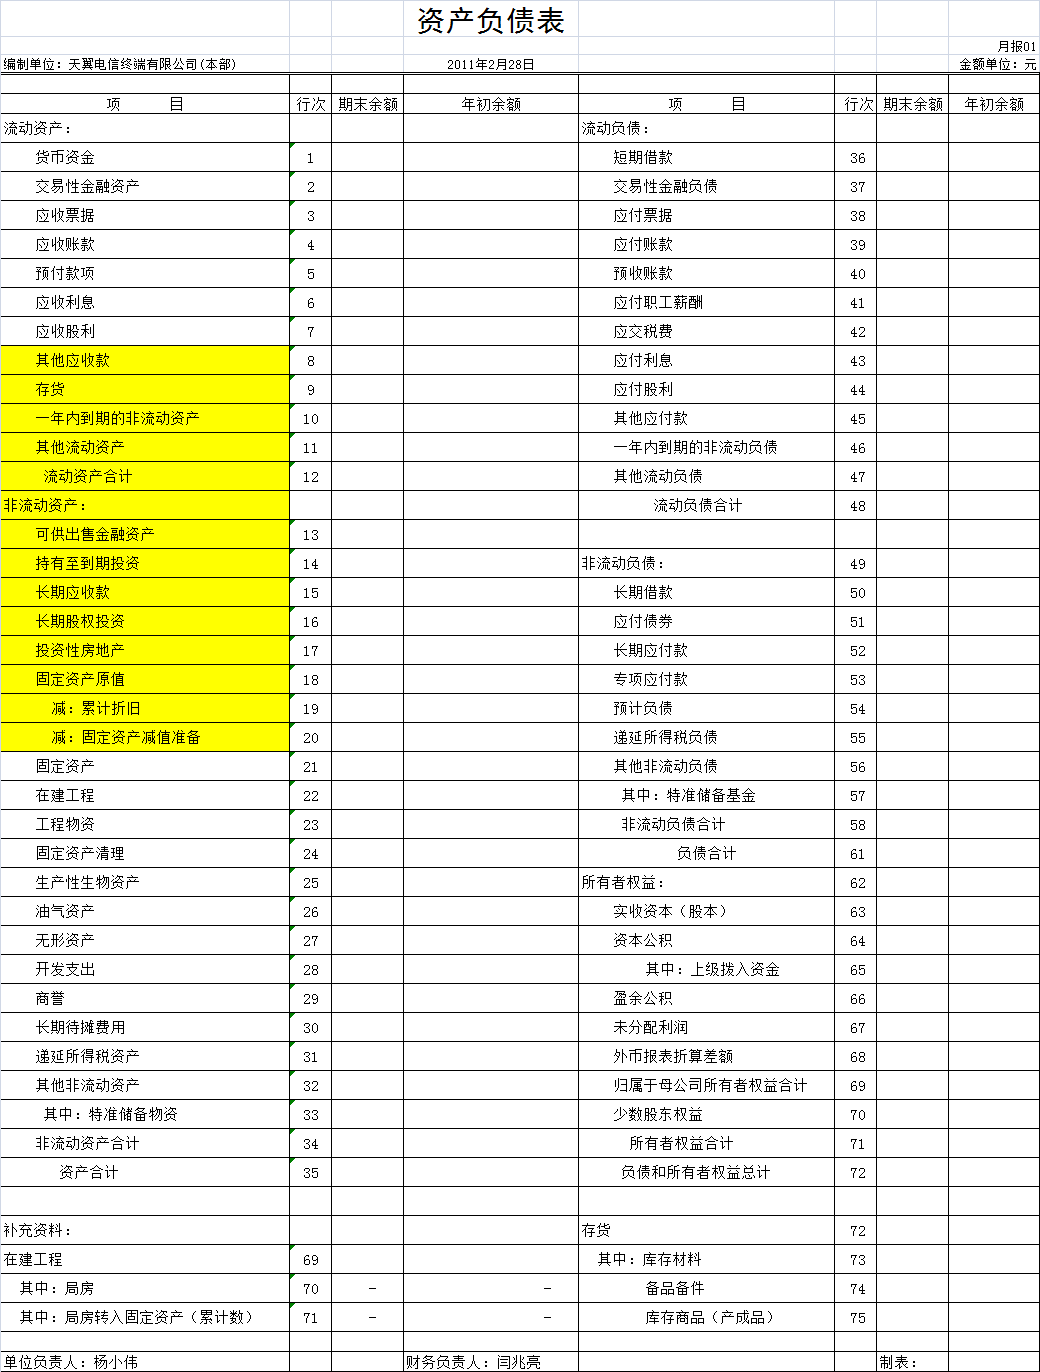 资产负债表
月报01
编制单位：天翼电信终端有限公司(本部) 2011年2月28日 金额单位：元
项 目 行次 期末余额 年初余额 项 目 行次 期末余额 年初余额
流动资产： 流动负债：
货币资金 1 短期借款 36
交易性金融资产 2 交易性金融负债 37
应收票据 3 应付票据 38
应收账款 4 应付账款 39
预付款项 5 预收账款 40
应收利息 6 应付职工薪酬 41
应收股利 7 应交税费 42
其他应收款 8 应付利息 43
存货 9 应付股利 44
一年内到期的非流动资产 10 其他应付款 45
其他流动资产 11 一年内到期的非流动负债 46
流动资产合计 12 其他流动负债 47
非流动资产： 流动负债合计 48
可供出售金融资产 13
持有至到期投资 14 非流动负债： 49
长期应收款 15 长期借款 50
长期股权投资 16 应付债券 51
投资性房地产 17 长期应付款 52
固定资产原值 18 专项应付款 53
减：累计折旧 19 预计负债 54
减：固定资产减值准备 20 递延所得税负债 55
固定资产 21 其他非流动负债 56
在建工程 22 其中：特准储备基金 57
工程物资 23 非流动负债合计 58
固定资产清理 24 负债合计 61
生产性生物资产 25 所有者权益： 62
油气资产 26 实收资本（股本） 63
无形资产 27 资本公积 64
开发支出 28 其中：上级拨入资金 65
商誉 29 盈余公积 66
长期待摊费用 30 未分配利润 67
递延所得税资产 31 外币报表折算差额 68
其他非流动资产 32 归属于母公司所有者权益合计 69
其中：特准储备物资 33 少数股东权益 70
非流动资产合计 34 所有者权益合计 71
资产合计 35 负债和所有者权益总计 72
补充资料： 存货 72
在建工程 69 其中：库存材料 73
其中：局房 70 － － 备品备件 74
其中：局房转入固定资产（累计数） 71 － － 库存商品（产成品） 75
单位负责人：杨小伟 财务负责人：闫兆亮 制表：